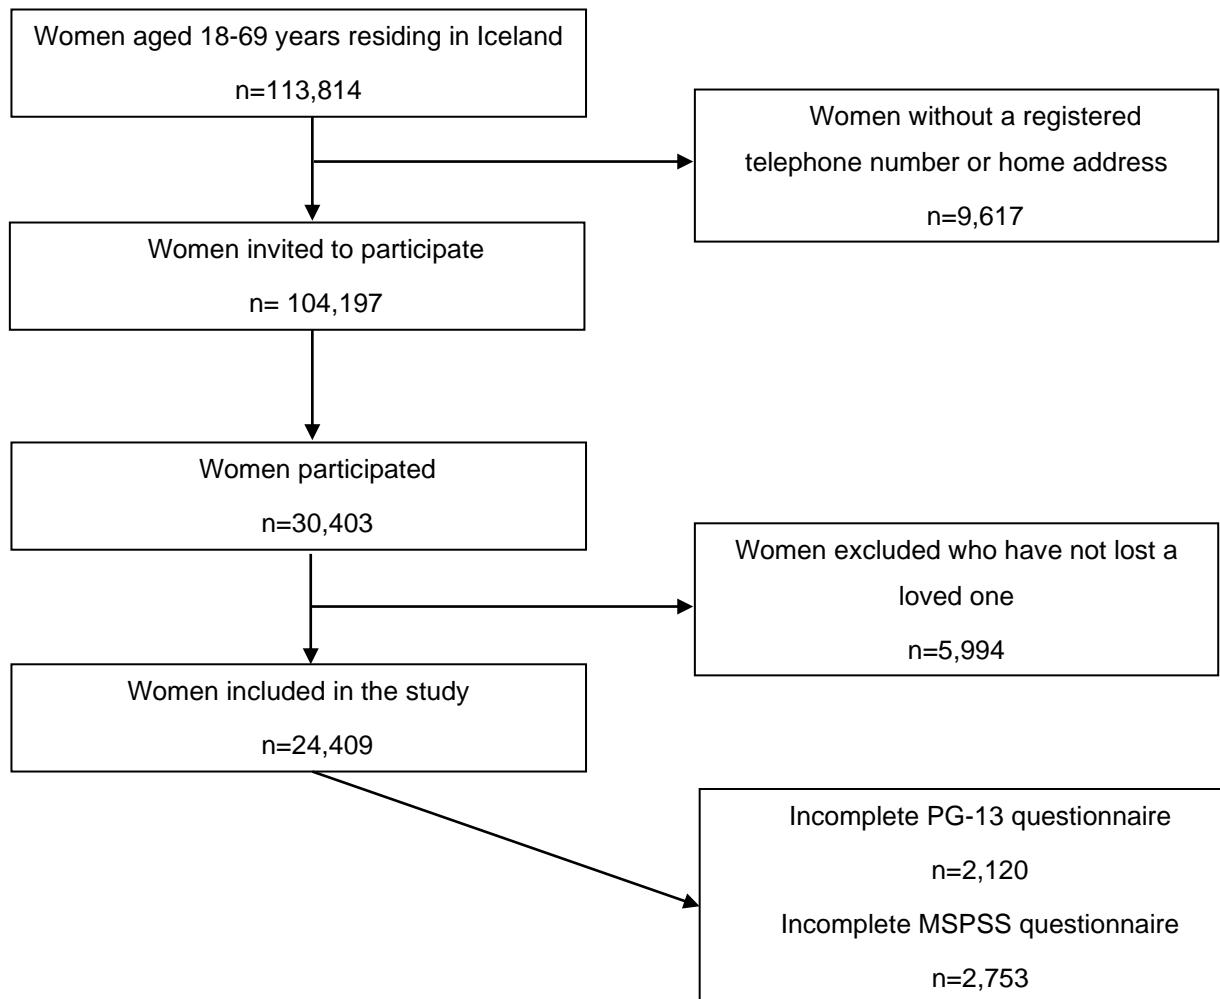 Women aged 18-69 years residing in Iceland
n=113,814
Women without a registered
telephone number or home address
n=9,617
Women invited to participate
n= 104,197
Women participated
n=30,403
Women excluded who have not lost a
loved one
n=5,994
Women included in the study
n=24,409
Incomplete PG-13 questionnaire
n=2,120
Incomplete MSPSS questionnaire
n=2,753